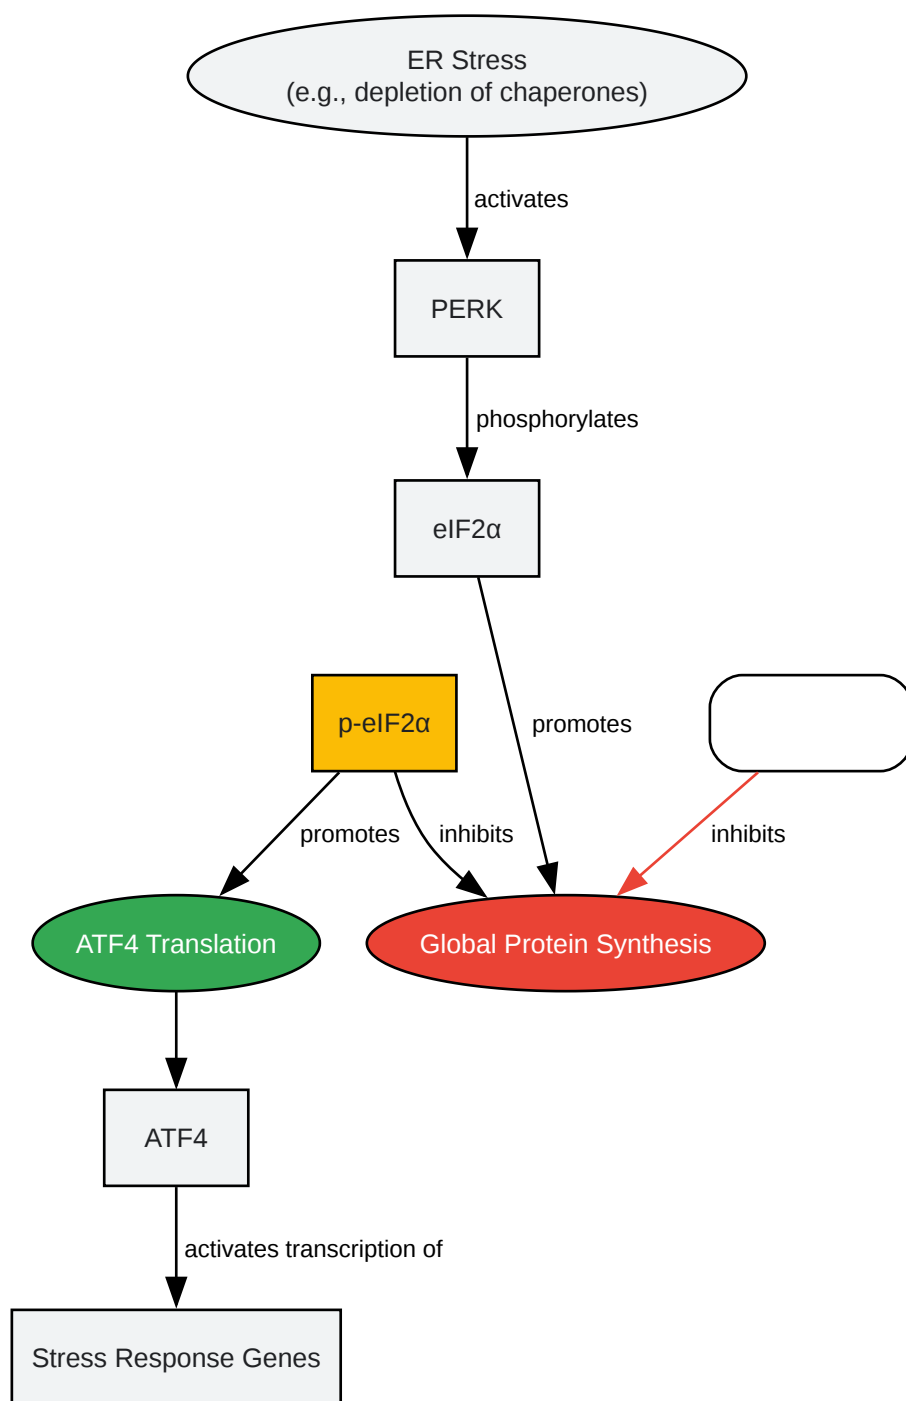 ER Stress
(e.g., depletion of chaperones)
activates
PERK
phosphorylates
eIF2α
p-eIF2α
promotes
promotes
inhibits
inhibits
ATF4 Translation
Global Protein Synthesis
ATF4
activates transcription of
Stress Response Genes